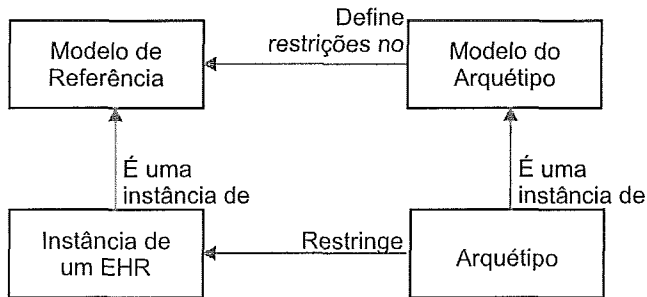 Define
restrições no
Modelo de
Referência
Modelo do
Arquétipo
É uma
instância de
É uma
instância de
Instância de
um EHR
Restringe
Arquétipo